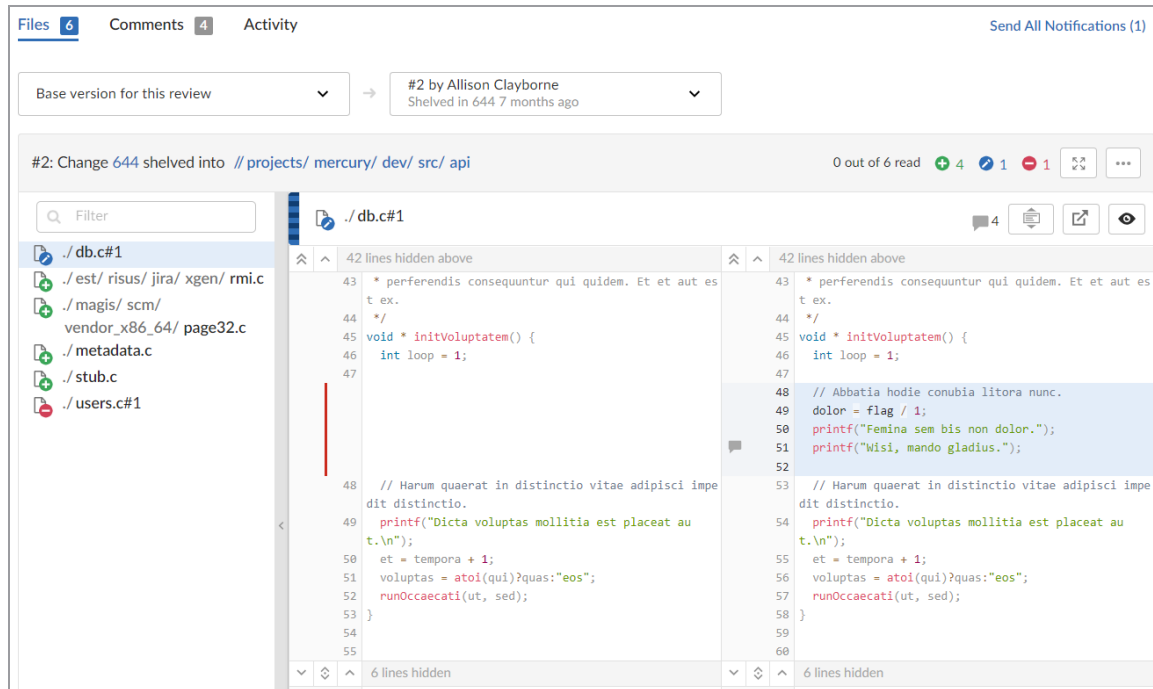 Files 6 Comments 4 Activity Send All Notifications (1)
Base version for this review
#2 by Allison Clayborne
Shelved in 644 7 months ago
#2: Change 644 shelved into // projects/ mercury/ dev/ src/ api 0 out of 6 read 4 1 1
Filter
./ db.c#1
./ est/ risus/ jira/ xgen/ rmi.c
./ magis/ scm/
vendor_x86_64/ page32.c
./ metadata.c
./ stub.c
./ users.c#1
./ db.c#1 4
42 lines hidden above
43 * perferendis consequuntur qui quidem. Et et aut es
t ex.
44 */
45 void * initVoluptatem() {
46 int loop = 1;
47
48 // Harum quaerat in distinctio vitae adipisci impe
dit distinctio.
49 printf("Dicta voluptas mollitia est placeat au
t.\n");
50 et = tempora + 1;
51 voluptas = atoi(qui)?quas:"eos";
52 runOccaecati(ut, sed);
53 }
54
55
6 lines hidden
42 lines hidden above
43 * perferendis consequuntur qui quidem. Et et aut es
t ex.
44 */
45 void * initVoluptatem() {
46 int loop = 1;
47
48 // Abbatia hodie conubia litora nunc.
49 dolor = flag / 1;
50 printf("Femina sem bis non dolor.");
51 printf("Wisi, mando gladius.");
52
53 // Harum quaerat in distinctio vitae adipisci impe
dit distinctio.
54 printf("Dicta voluptas mollitia est placeat au
t.\n");
55 et = tempora + 1;
56 voluptas = atoi(qui)?quas:"eos";
57 runOccaecati(ut, sed);
58 }
59
60
6 lines hidden